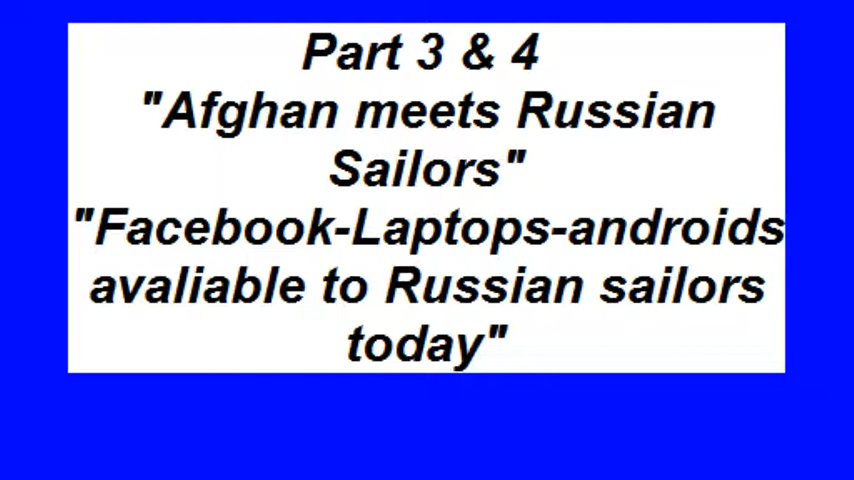 Part 3 & 4
"Afghan meets Russian
Sailors"
"Facebook-Laptops-androids
avaliable to Russian sailors
today"